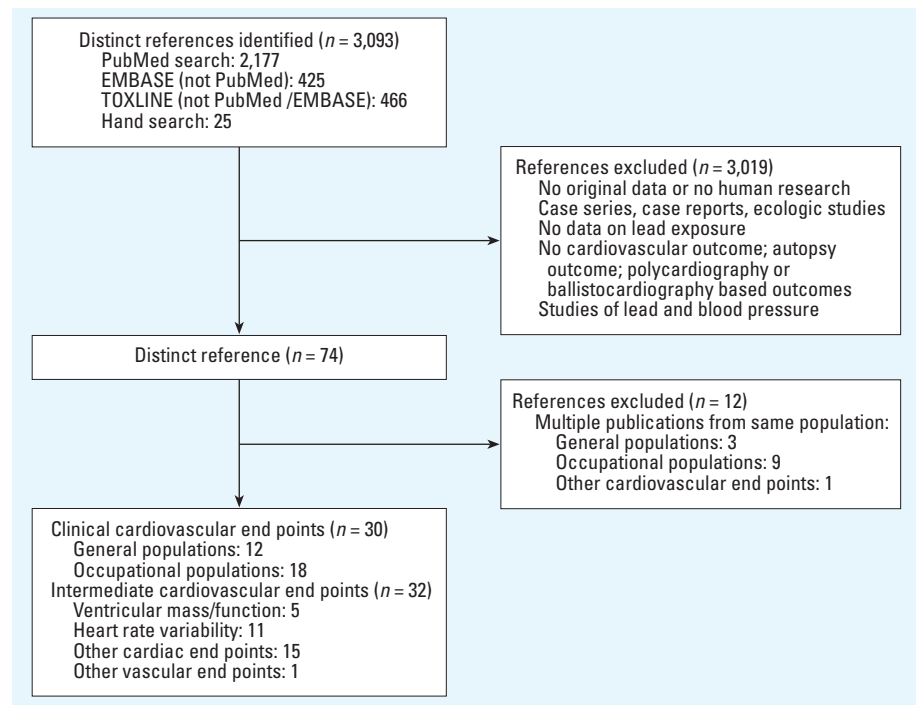 Distinct references identified (n = 3,093)
PubMed search: 2,177
EMBASE (not PubMed): 425
TOXLINE (not PubMed /EMBASE): 466
Hand search: 25
References excluded (n = 3,019)
No original data or no human research
Case series, case reports, ecologic studies
No data on lead exposure
No cardiovascular outcome; autopsy
outcome; polycardiography or
ballistocardiography based outcomes
Studies of lead and blood pressure
Distinct reference (n = 74)
References excluded (n = 12)
Multiple publications from same population:
General populations: 3
Occupational populations: 9
Other cardiovascular end points: 1
Clinical cardiovascular end points (n = 30)
General populations: 12
Occupational populations: 18
Intermediate cardiovascular end points (n = 32)
Ventricular mass/function: 5
Heart rate variability: 11
Other cardiac end points: 15
Other vascular end points: 1